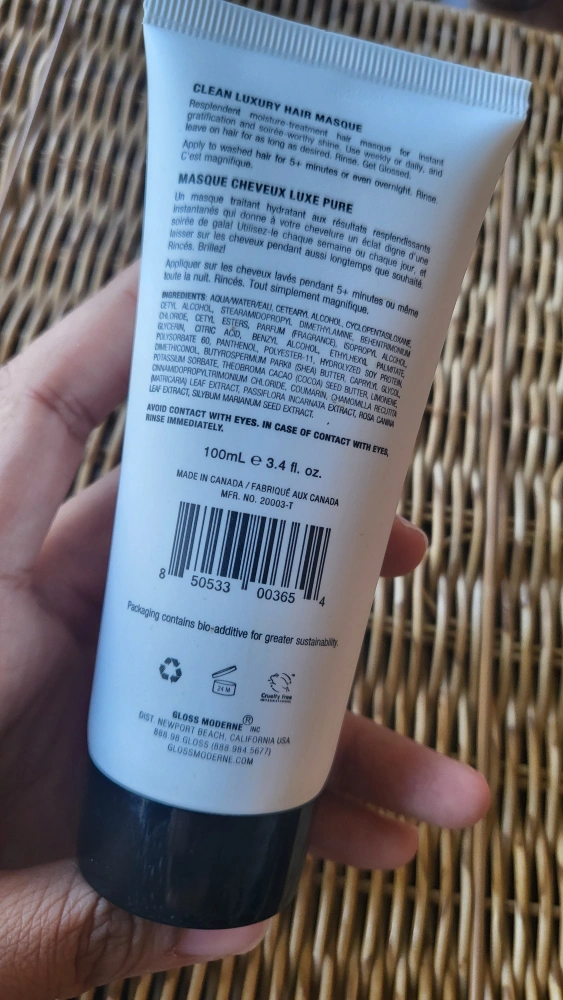 CLEAN LUXURY HAIR MASQUE
Resplendent moisture-treatment hair masque for instant
gratification and soirée-worthy shine. Use weekly or daily, and
leave on hair for as long as desired. Rinse. Get Glossed.
Apply to washed hair for 5+ minutes or even overnight. Rinse.
C'est magnifique.
MASQUE CHEVEUX LUXE PURE
Un masque traitant hydratant aux résultats resplendissants
instantanés qui donne à votre chevelure un éclat digne d'une
soirée de gala! Utilisez-le chaque semaine ou chaque jour, et
laisser sur les cheveux pendant aussi longtemps que souhaité.
Rincés. Brillez!
Appliquer sur les cheveux lavés pendant 5+ minutes ou même
toute la nuit. Rincés. Tout simplement magnifique.
INGREDIENTS: AQUA/WATER/EAU, CETEARYL ALCOHOL, CYCLOPENTASILOXANE,
CETYL ALCOHOL, STEARAMIDOPROPYL DIMETHYLAMINE, BEHENTRIMONIUM
CHLORIDE, CETYL ESTERS, PARFUM (FRAGRANCE), ISOPROPYL ALCOHOL,
GLYCERIN, CITRIC ACID, BENZYL ALCOHOL, ETHYLHEXYL PALMITATE,
POLYSORBATE 60, PANTHENOL, POLYESTER-11, HYDROLYZED SOY PROTEIN,
DIMETHICONOL, BUTYROSPERMUM PARKII (SHEA) BUTTER, CAPRYLYL GLYCOL,
POTASSIUM SORBATE, THEOBROMA CACAO (COCOA) SEED BUTTER, LIMONENE,
CINNAMIDOPROPYLTRIMONIUM CHLORIDE, COUMARIN, CHAMOMILLA RECUTITA
(MATRICARIA) LEAF EXTRACT, PASSIFLORA INCARNATA EXTRACT, ROSA CANINA
LEAF EXTRACT, SILYBUM MARIANUM SEED EXTRACT.
AVOID CONTACT WITH EYES. IN CASE OF CONTACT WITH EYES,
RINSE IMMEDIATELY.
100mL ℮ 3.4 fl. oz.
MADE IN CANADA / FABRIQUÉ AUX CANADA
MFR. NO. 20003-T
8 50533 00365 4
Packaging contains bio-additive for greater sustainability.
24 M
Cruelty free
INTERNATIONAL
GLOSS MODERNE® INC
DIST. NEWPORT BEACH, CALIFORNIA USA
888.98 GLOSS (888.984.5677)
GLOSSMODERNE.COM